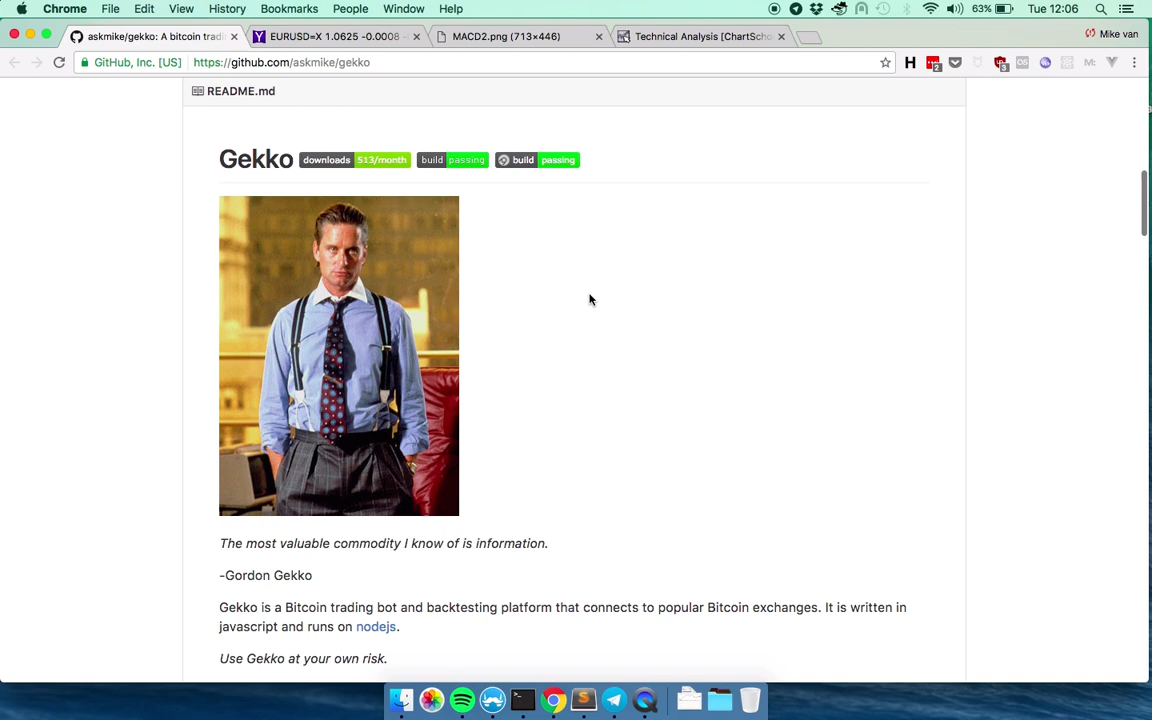 Chrome File Edit View History Bookmarks People Window Help 63% Tue 12:06
askmike/gekko: A bitcoin tradi EURUSD=X 1.0625 -0.0008 MACD2.png (713×446) Technical Analysis [ChartScho Mike van
GitHub, Inc. [US] https://github.com/askmike/gekko
README.md
Gekko downloads 513/month build passing build passing
The most valuable commodity I know of is information.
-Gordon Gekko
Gekko is a Bitcoin trading bot and backtesting platform that connects to popular Bitcoin exchanges. It is written in
javascript and runs on nodejs.
Use Gekko at your own risk.